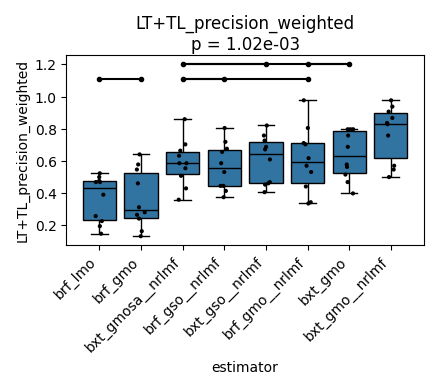 LT+TL_precision_weighted
p = 1.02e-03
LT+TL_precision_weighted
1.2
1.0
0.8
0.6
0.4
0.2
brf_lmo
brf_gmo
bxt_gmosa__nrlmf
brf_gso__nrlmf
bxt_gso__nrlmf
brf_gmo__nrlmf
bxt_gmo
bxt_gmo__nrlmf
estimator